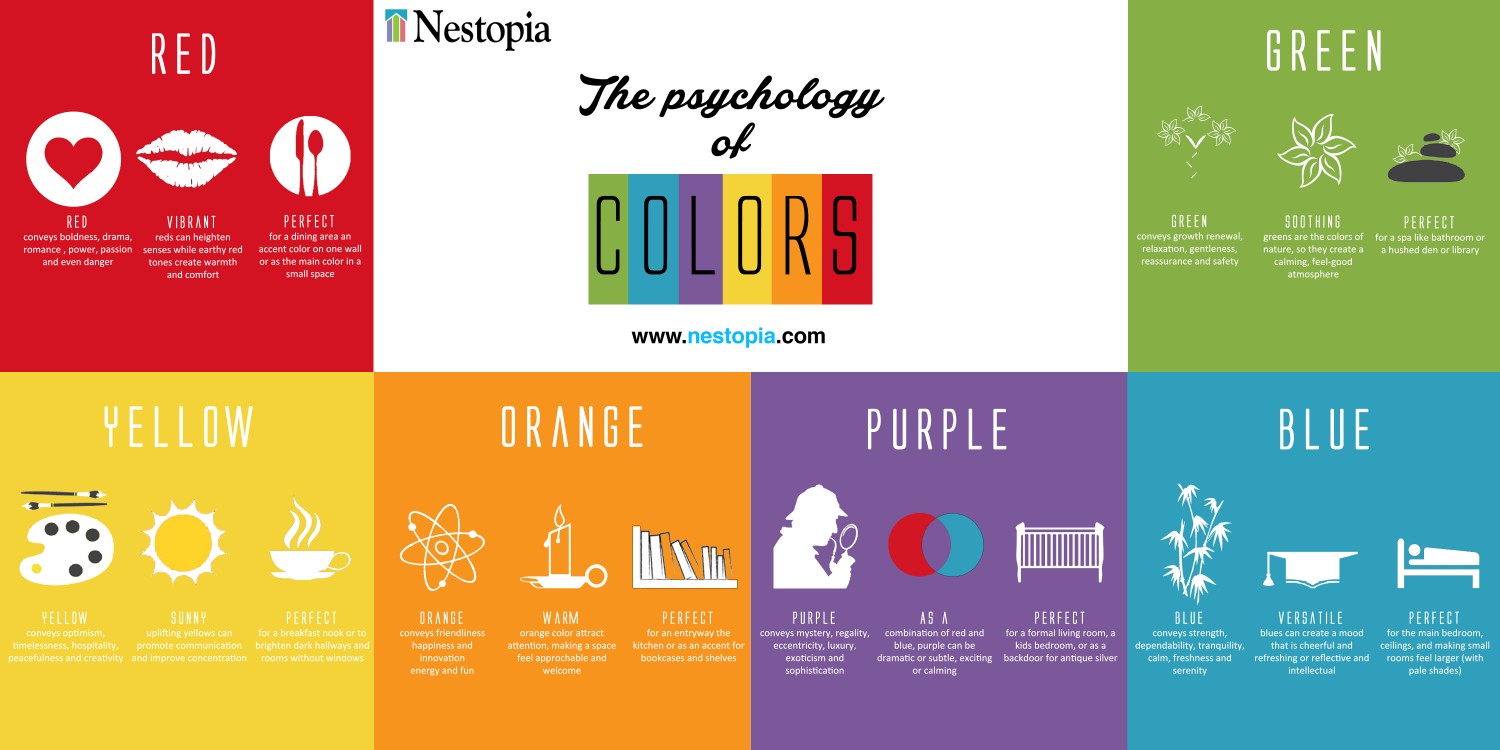 Nestopia
The psychology
of
COLORS
www.nestopia.com
RED
RED
conveys boldness, drama,
romance , power, passion
and even danger
VIBRANT
reds can heighten
senses while earthy red
tones create warmth
and comfort
PERFECT
for a dining area an
accent color on one wall
or as the main color in a
small space
GREEN
GREEN
conveys growth renewal,
relaxation, gentleness,
reassurance and safety
SOOTHING
greens are the colors of
nature, so they create a
calming, feel-good
atmosphere
PERFECT
for a spa like bathroom or
a hushed den or library
YELLOW
YELLOW
conveys optimism,
timelessness, hospitality,
peacefulness and creativity
SUNNY
uplifting yellows can
promote communication
and improve concentration
PERFECT
for a breakfast nook or to
brighten dark hallways and
rooms without windows
ORANGE
ORANGE
conveys friendliness
happiness and
innovation
energy and fun
WARM
orange color attract
attention, making a space
feel approchable and
welcome
PERFECT
for an entryway the
kitchen or as an accent for
bookcases and shelves
PURPLE
PURPLE
conveys mystery, regality,
eccentricity, luxury,
exoticism and
sophistication
AS A
combination of red and
blue, purple can be
dramatic or subtle, exciting
or calming
PERFECT
for a formal living room, a
kids bedroom, or as a
backdoor for antique silver
BLUE
BLUE
conveys strength,
dependability, tranquility,
calm, freshness and
serenity
VERSATILE
blues can create a mood
that is cheerful and
refreshing or reflective and
intellectual
PERFECT
for the main bedroom,
ceilings, and making small
rooms feel larger (with
pale shades)